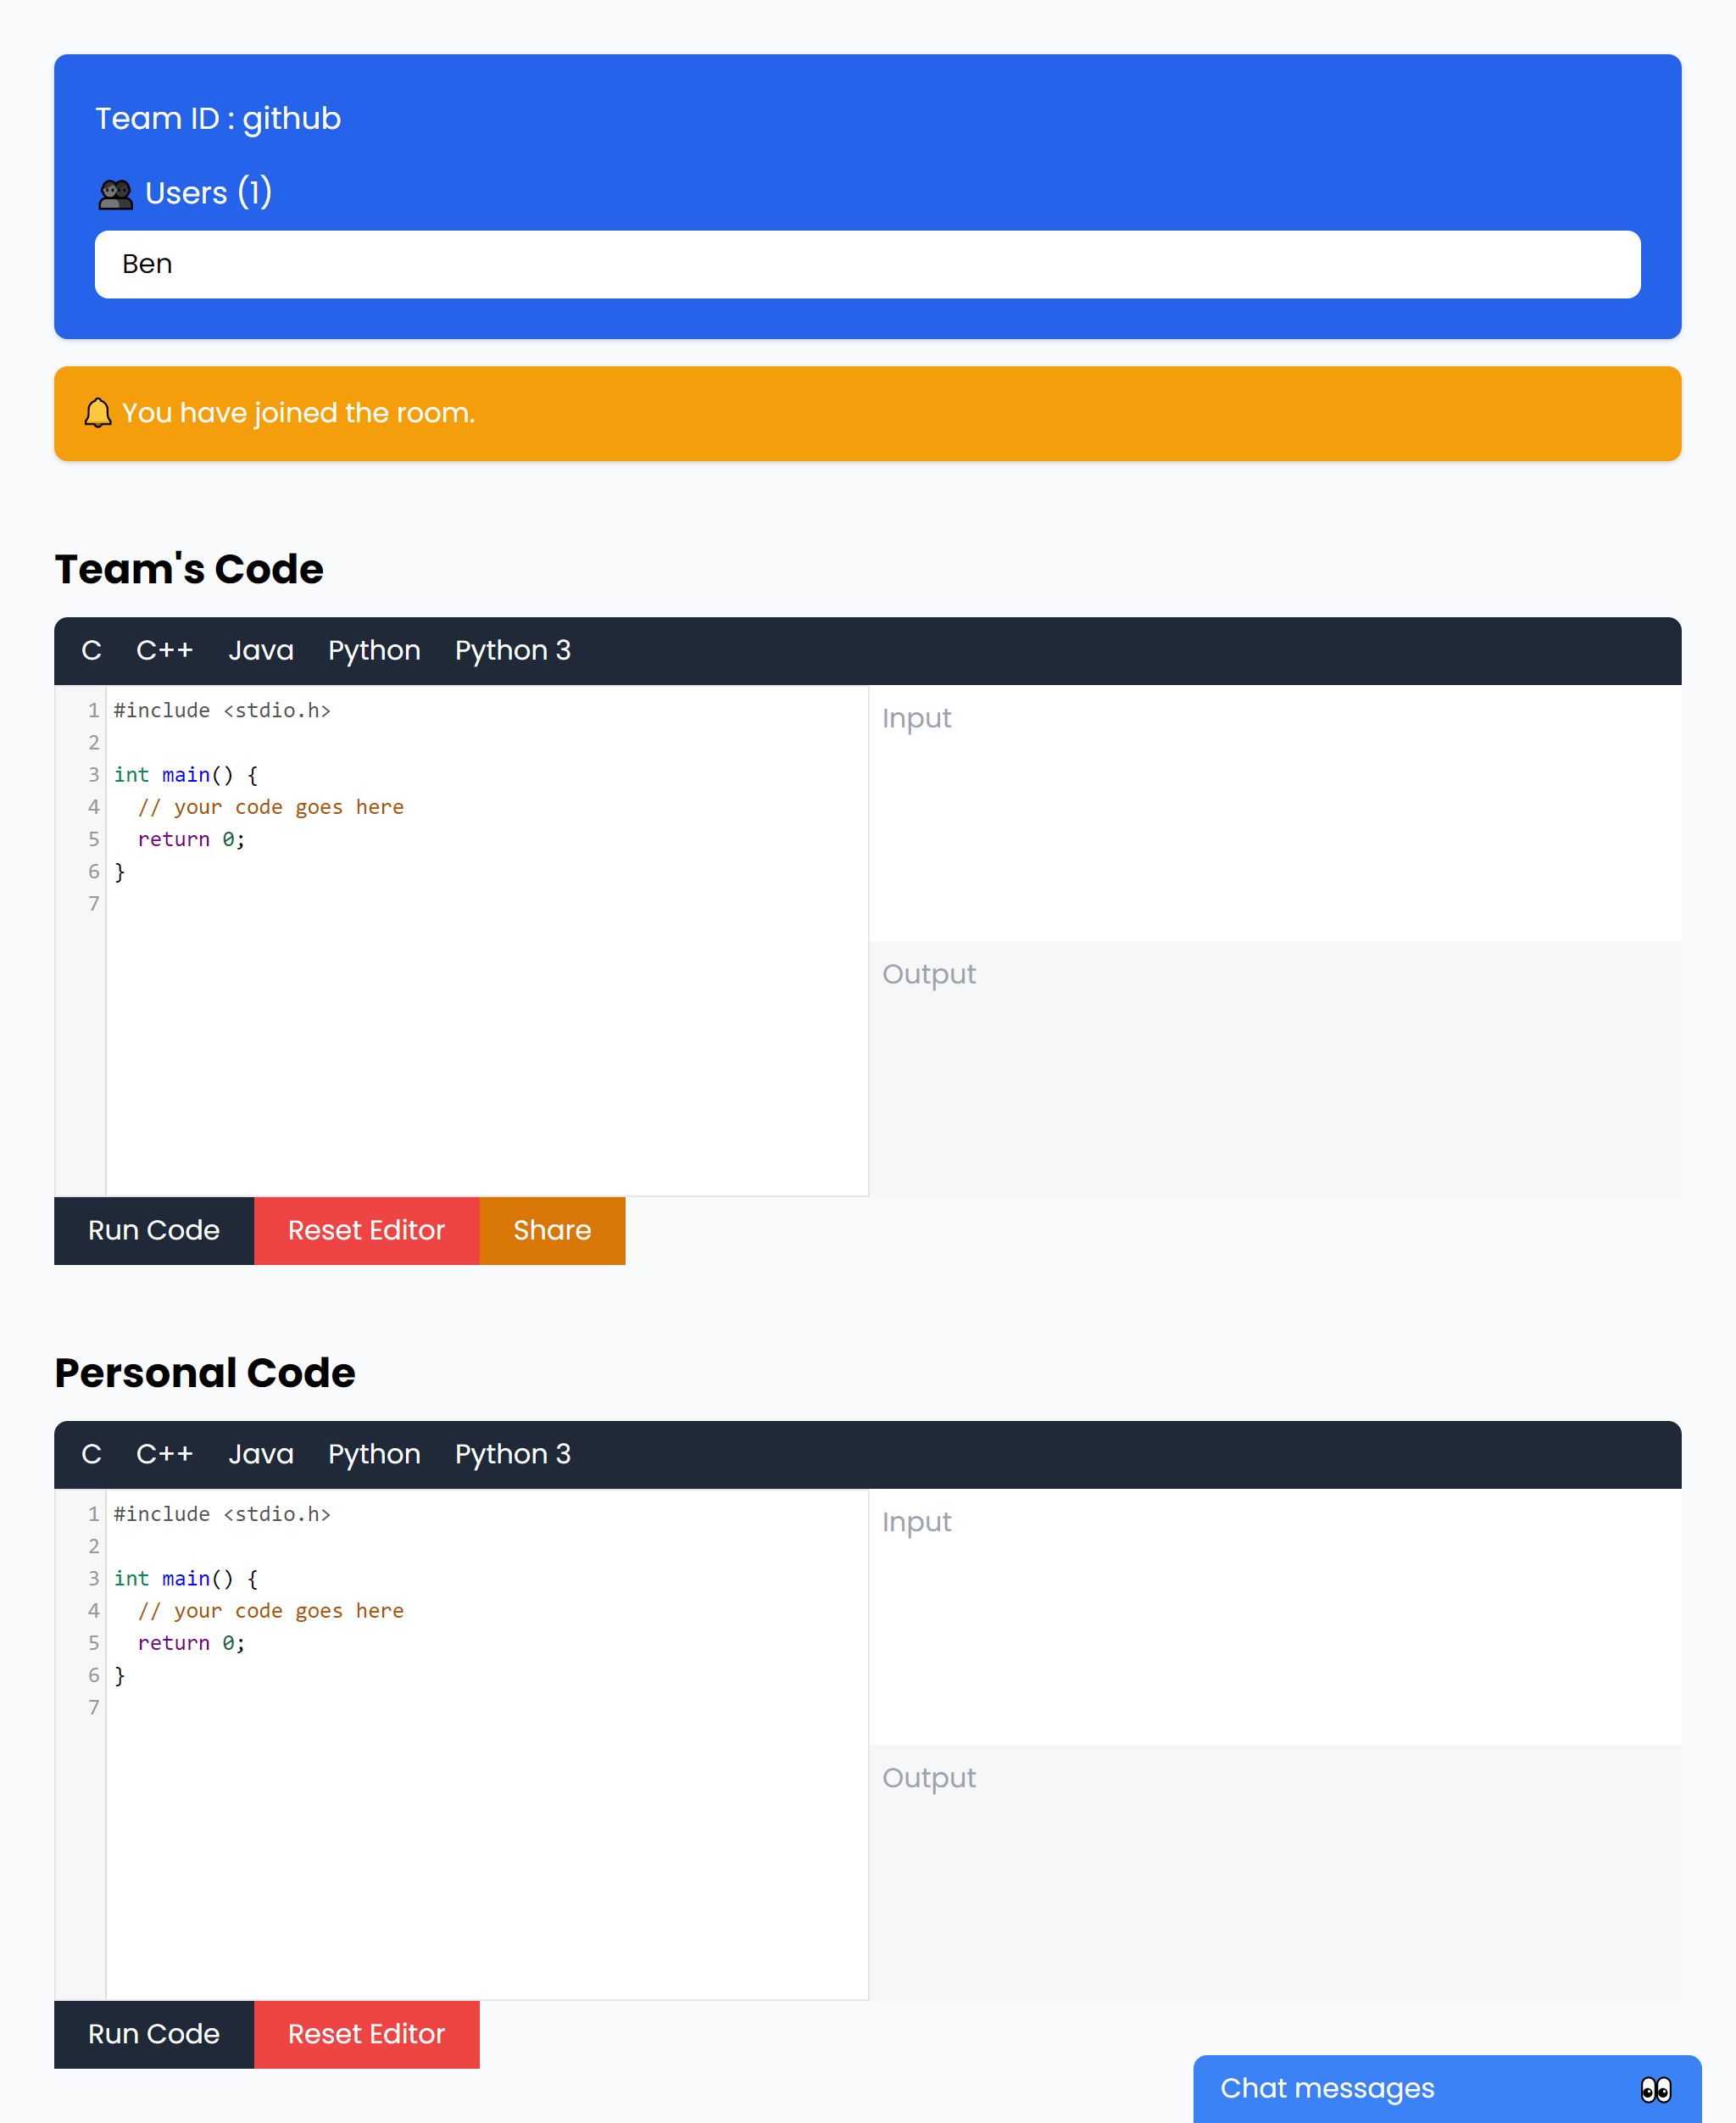 Team ID : github
👥 Users (1)
Ben
🔔 You have joined the room.
Team's Code
C C++ Java Python Python 3
1 #include <stdio.h>
2
3 int main() {
4   // your code goes here
5   return 0;
6 }
7
Input
Output
Run Code Reset Editor Share
Personal Code
C C++ Java Python Python 3
1 #include <stdio.h>
2
3 int main() {
4   // your code goes here
5   return 0;
6 }
7
Input
Output
Run Code Reset Editor
Chat messages 👀